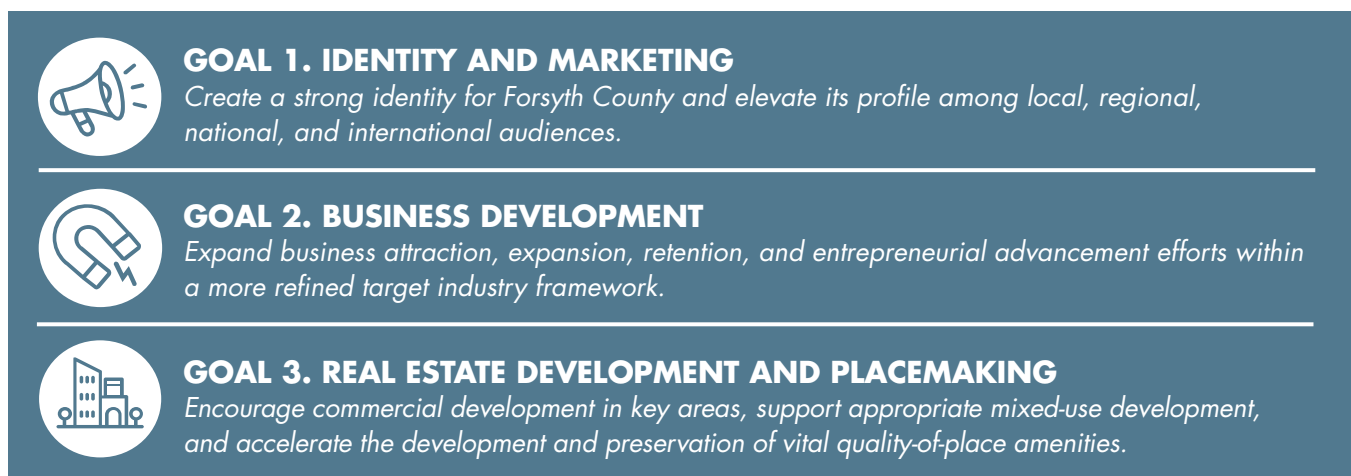 GOAL 1. IDENTITY AND MARKETING
Create a strong identity for Forsyth County and elevate its profile among local, regional,
national, and international audiences.
GOAL 2. BUSINESS DEVELOPMENT
Expand business attraction, expansion, retention, and entrepreneurial advancement efforts within
a more refined target industry framework.
GOAL 3. REAL ESTATE DEVELOPMENT AND PLACEMAKING
Encourage commercial development in key areas, support appropriate mixed-use development,
and accelerate the development and preservation of vital quality-of-place amenities.